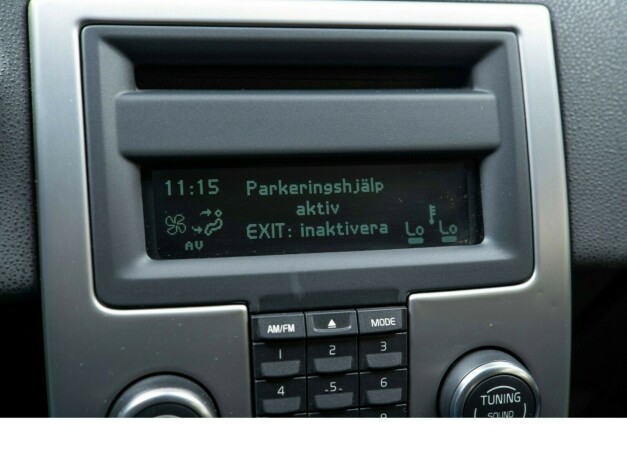 11:15 Parkeringshjälp
aktiv
EXIT: inaktivera Lo Lo
AV
AM/FM MODE
1 2 3
4 -5- 6
TUNING
SOUND